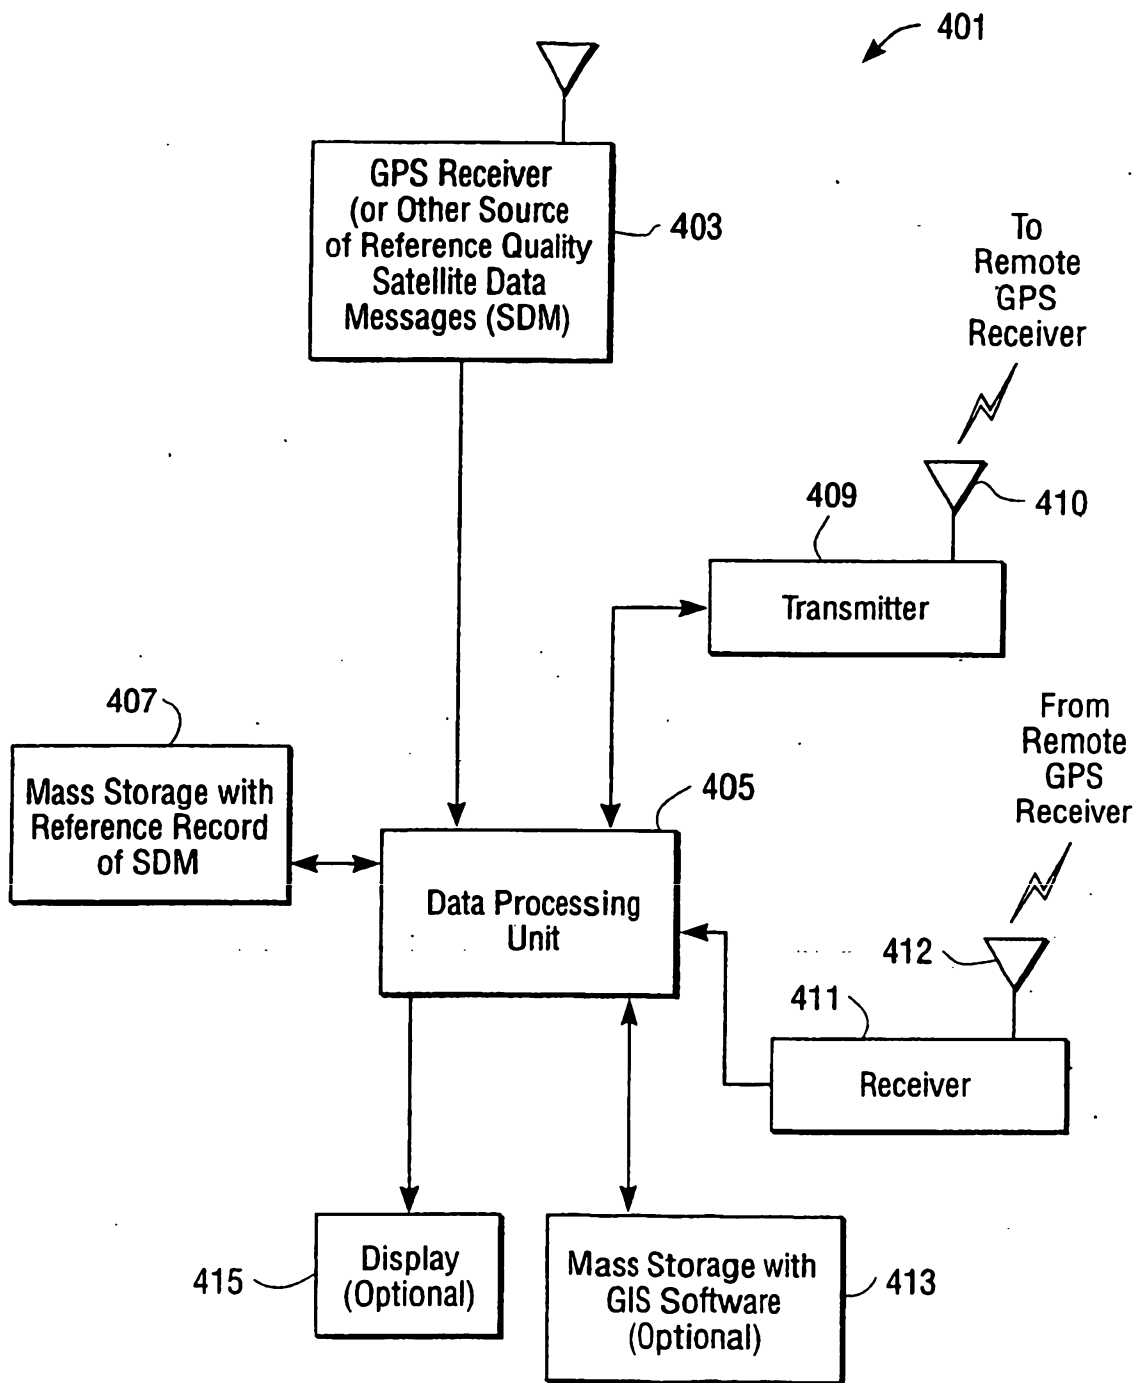 401
GPS Receiver
(or Other Source
of Reference Quality
Satellite Data
Messages (SDM)
403
To
Remote
GPS
Receiver
410
409
Transmitter
407
Mass Storage with
Reference Record
of SDM
405
Data Processing
Unit
From
Remote
GPS
Receiver
412
411
Receiver
415
Display
(Optional)
Mass Storage with
GIS Software
(Optional)
413